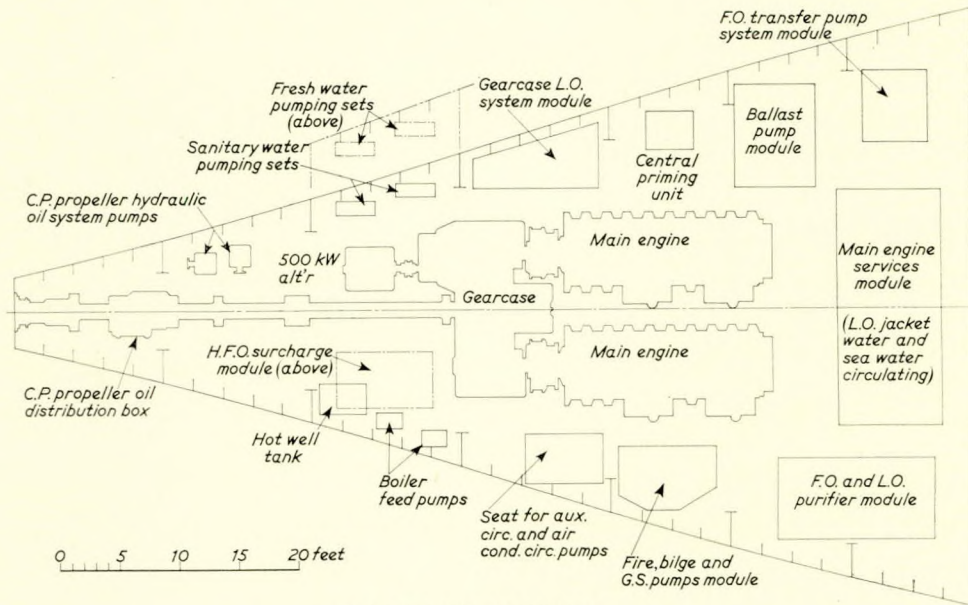 F.O. transfer pump
system module
Fresh water
pumping sets
(above)
Gearcase L.O.
system module
Ballast
pump
module
Sanitary water
pumping sets
Central
priming
unit
C.P. propeller hydraulic
oil system pumps
500 kW
alt'r
Main engine
Main engine
services
module
Gearcase
(L.O. jacket
water and
sea water
circulating)
H.F.O. surcharge
module (above)
Main engine
C.P. propeller oil
distribution box
Hot well
tank
Boiler
feed pumps
F.O. and L.O.
purifier module
Seat for aux.
circ. and air
cond. circ. pumps
Fire, bilge and
G.S. pumps module
0 5 10 15 20 feet